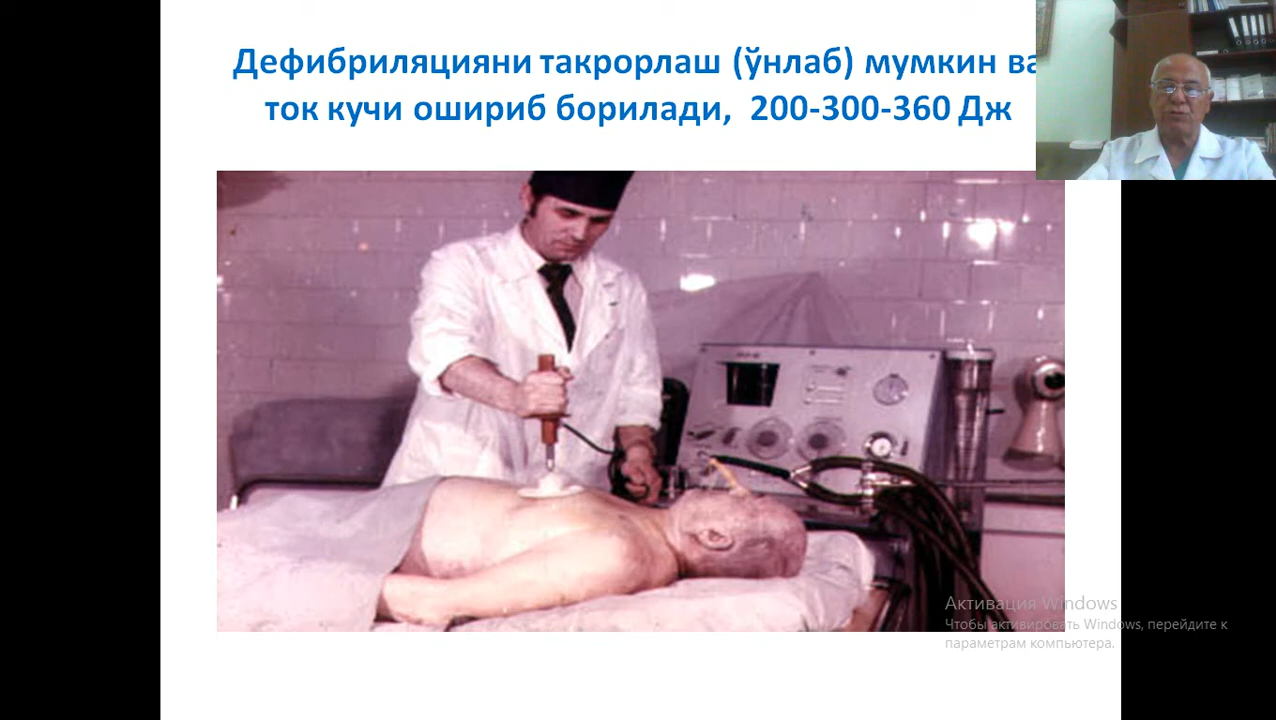 Дефибриляцияни такрорлаш (ўнлаб) мумкин ва
ток кучи ошириб борилади, 200-300-360 Дж
Активация Windows
Чтобы активировать Windows, перейдите к
параметрам компьютера.